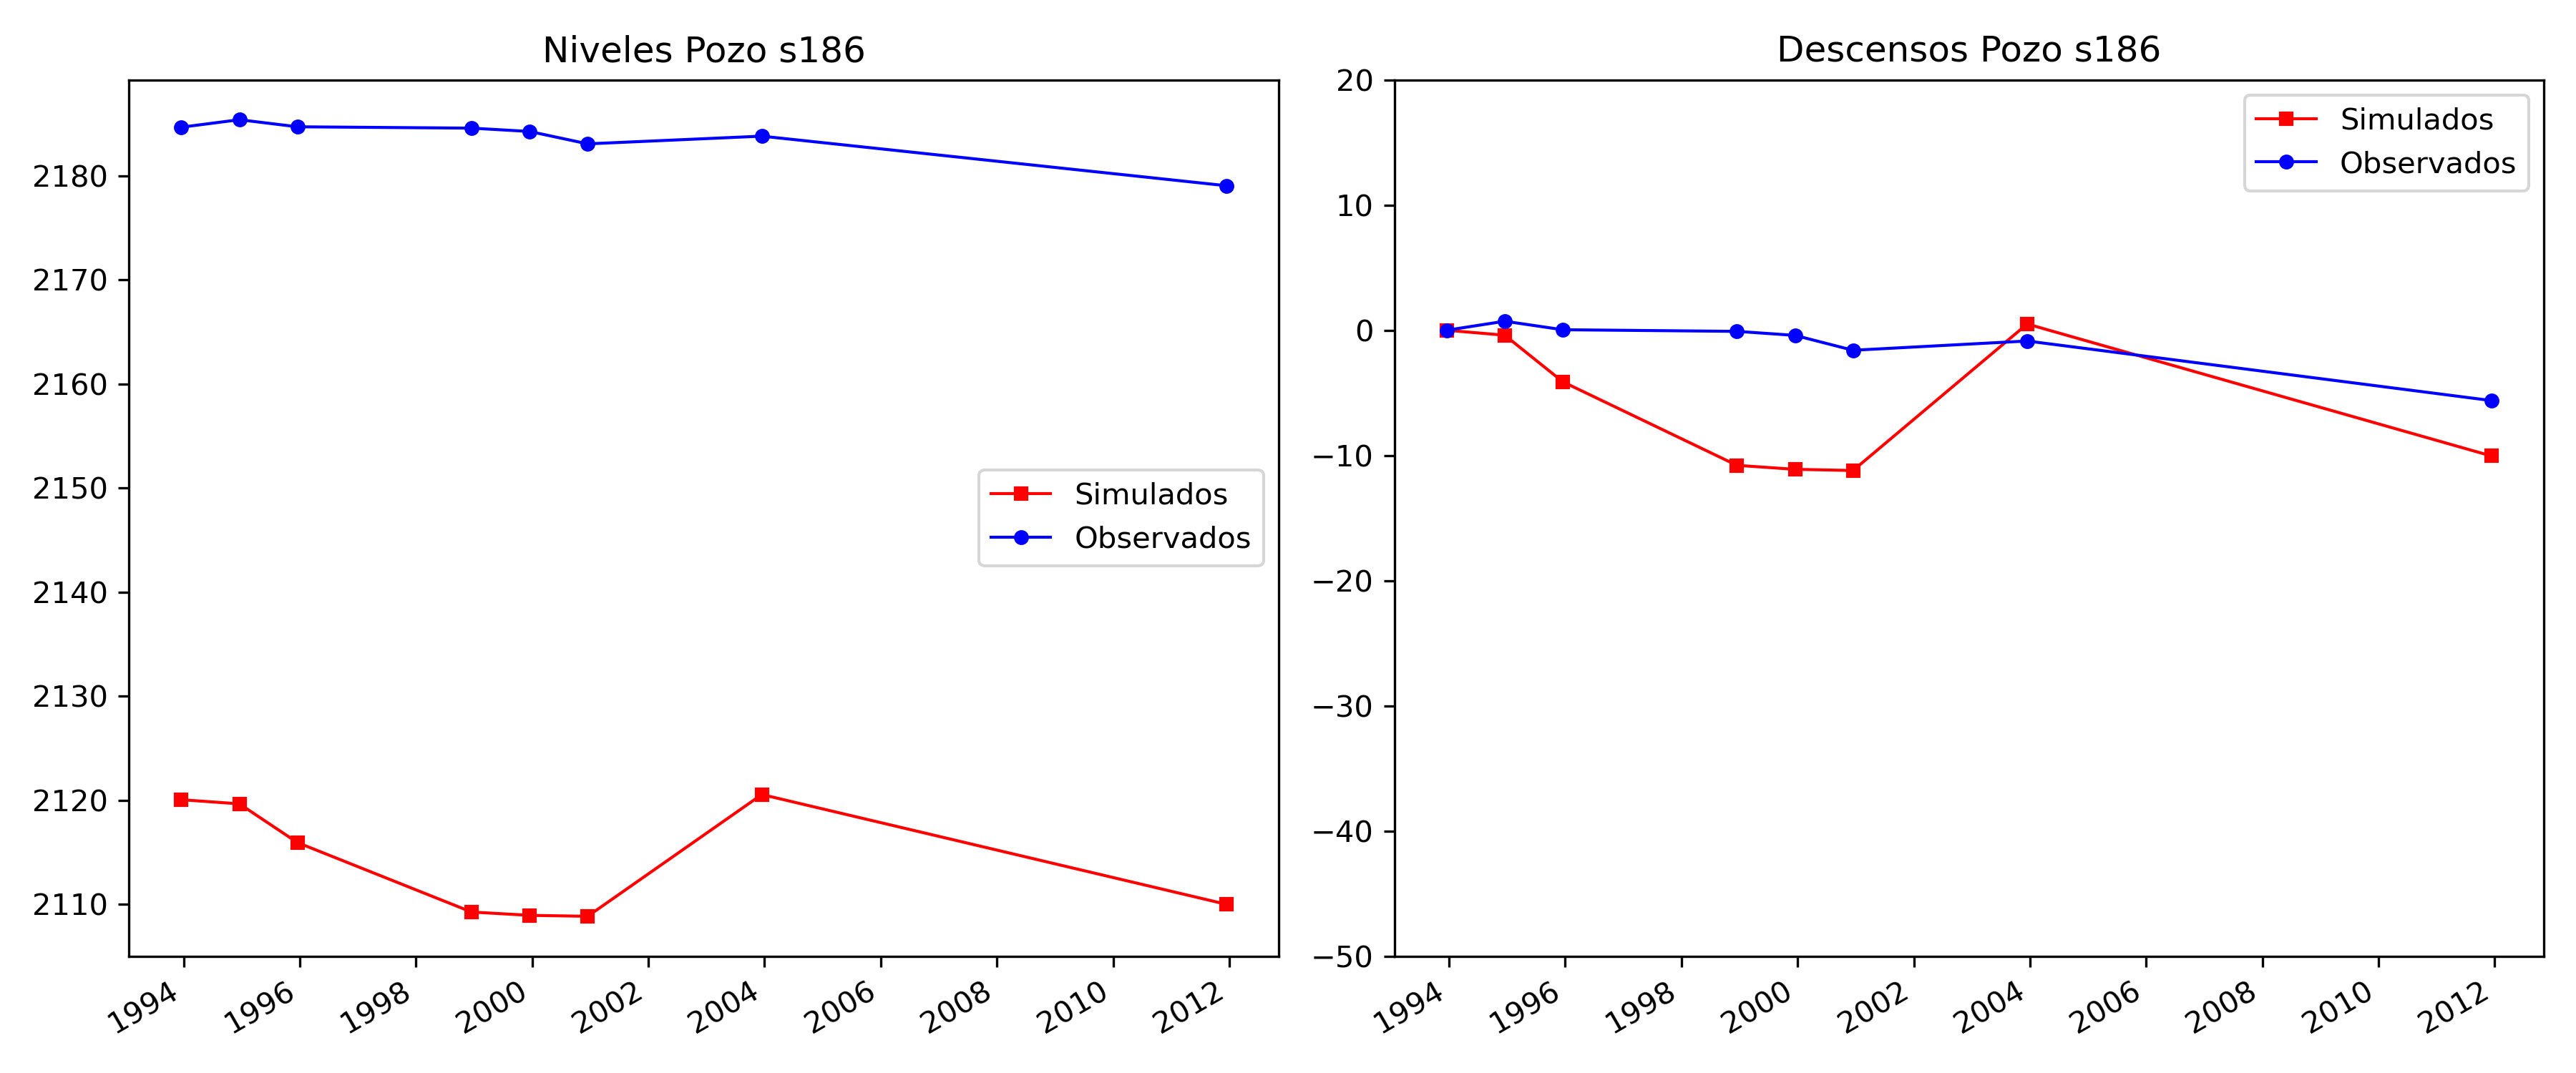 Niveles Pozo s186
2180
2170
2160
2150
2140
2130
2120
2110
Simulados
Observados
1994 1996 1998 2000 2002 2004 2006 2008 2010 2012
Descensos Pozo s186
20
10
0
−10
−20
−30
−40
−50
Simulados
Observados
1994 1996 1998 2000 2002 2004 2006 2008 2010 2012